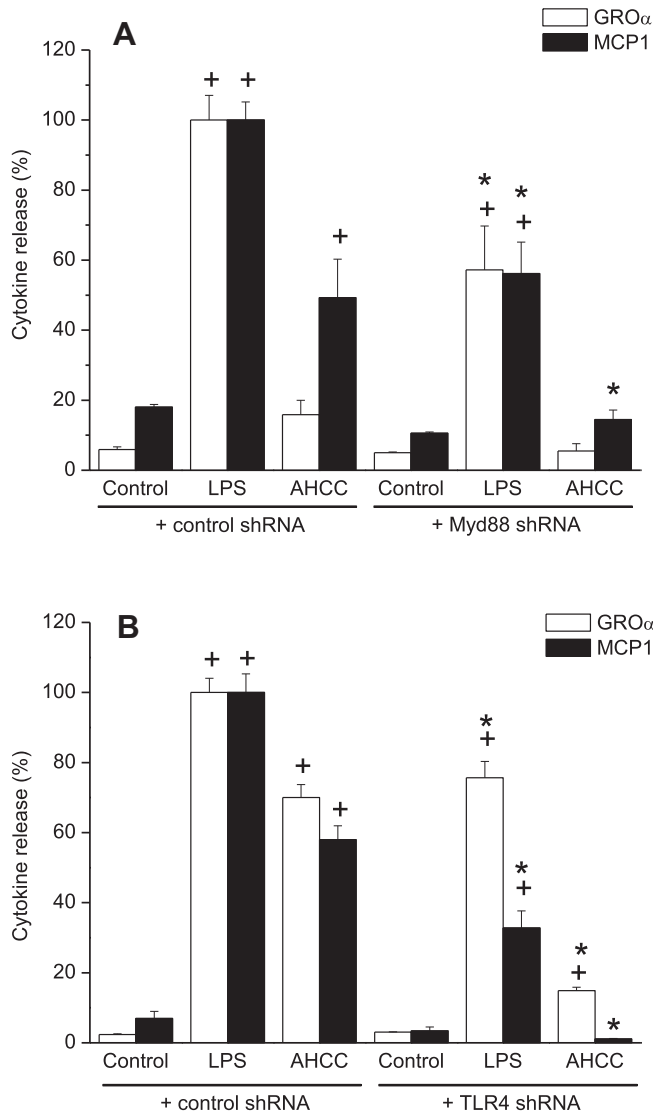 A
GROα
MCP1
120
100
80
60
40
20
0
Cytokine release (%)
+ +
+
* *
+ +
*
Control LPS AHCC Control LPS AHCC
+ control shRNA + Myd88 shRNA
B
GROα
MCP1
120
100
80
60
40
20
0
Cytokine release (%)
+ +
+
+
*
+
*
+
*
+
*
Control LPS AHCC Control LPS AHCC
+ control shRNA + TLR4 shRNA